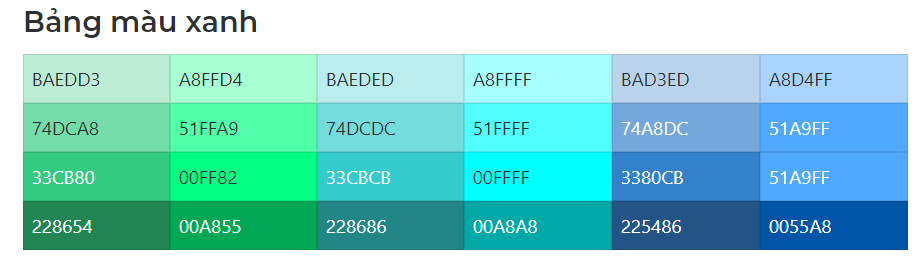 Bảng màu xanh
BAEDD3 A8FFD4 BAEDED A8FFFF BAD3ED A8D4FF
74DCA8 51FFA9 74DCDC 51FFFF 74A8DC 51A9FF
33CB80 00FF82 33CBCB 00FFFF 3380CB 51A9FF
228654 00A855 228686 00A8A8 225486 0055A8